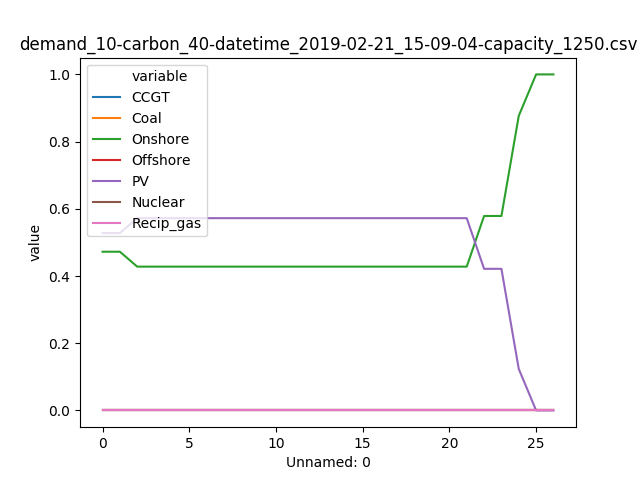 demand_10-carbon_40-datetime_2019-02-21_15-09-04-capacity_1250.csv
variable
CCGT
Coal
Onshore
Offshore
PV
Nuclear
Recip_gas
value
1.0
0.8
0.6
0.4
0.2
0.0
0 5 10 15 20 25
Unnamed: 0